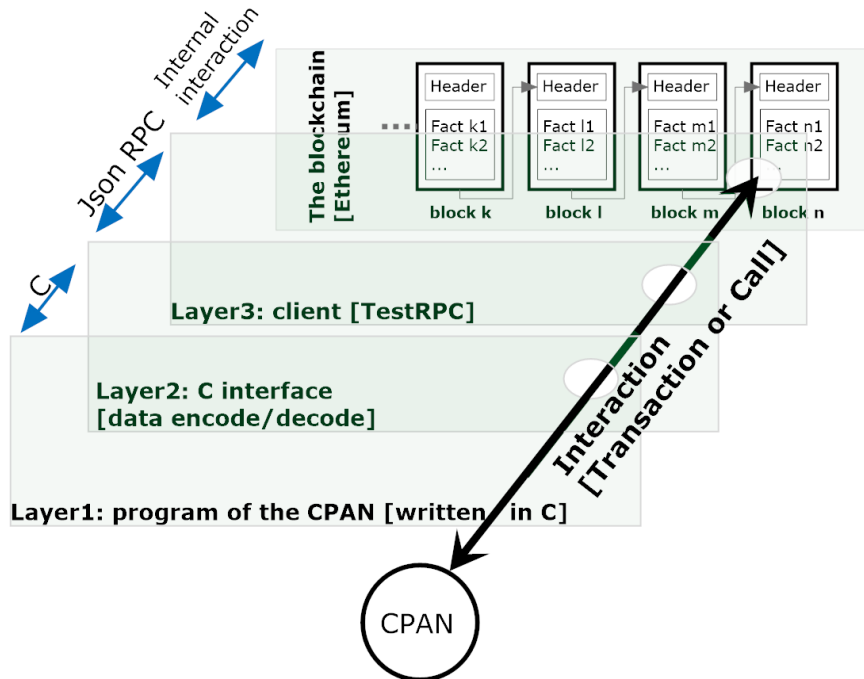 Internal
interaction
Json RPC
C
The blockchain
[Ethereum]
Header
Fact k1
Fact k2
...
block k
Header
Fact l1
Fact l2
...
block l
Header
Fact m1
Fact m2
...
block m
Header
Fact n1
Fact n2
...
block n
Layer3: client [TestRPC]
Layer2: C interface
[data encode/decode]
Layer1: program of the CPAN [written in C]
Interaction
[Transaction or Call]
CPAN